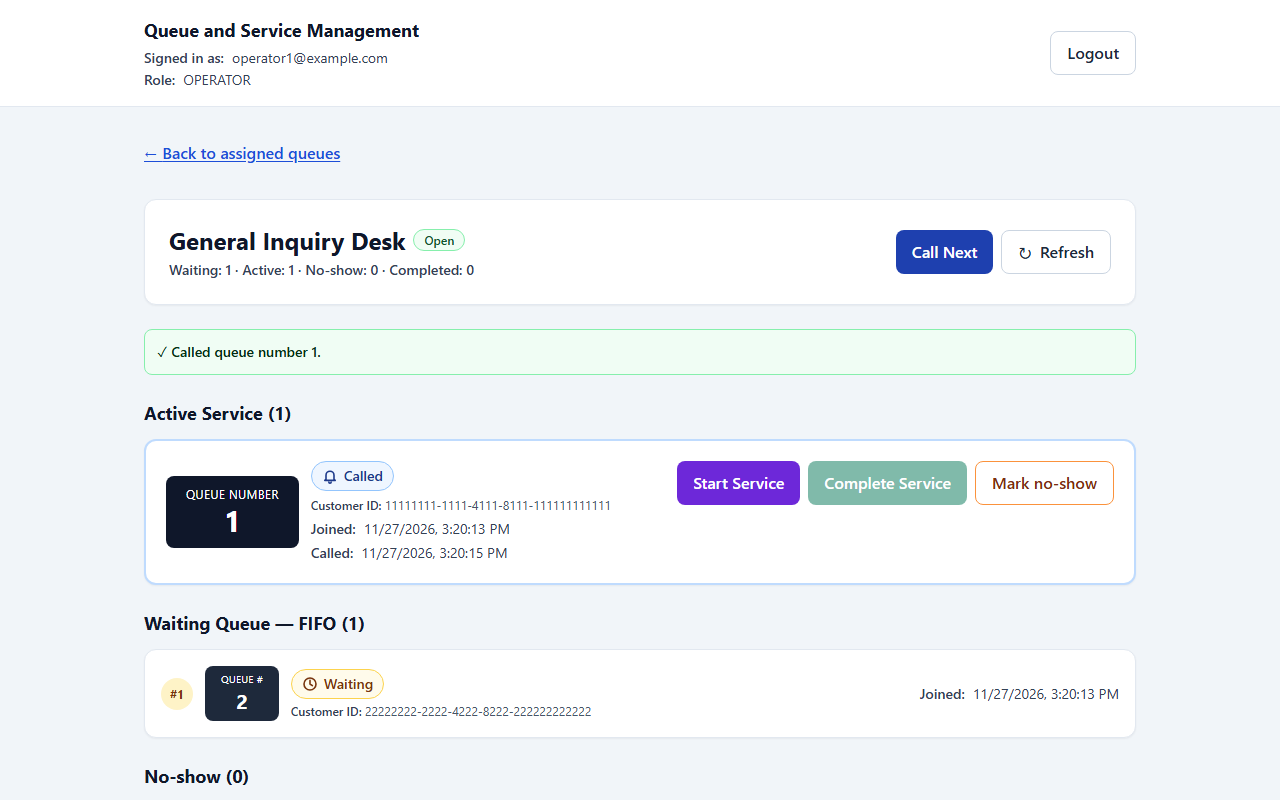 Queue and Service Management
Signed in as: operator1@example.com
Role: OPERATOR
Logout
← Back to assigned queues
General Inquiry Desk Open
Waiting: 1 · Active: 1 · No-show: 0 · Completed: 0
Call Next
↻ Refresh
✓ Called queue number 1.
Active Service (1)
QUEUE NUMBER
1
Called
Customer ID: 11111111-1111-4111-8111-111111111111
Joined: 11/27/2026, 3:20:13 PM
Called: 11/27/2026, 3:20:15 PM
Start Service
Complete Service
Mark no-show
Waiting Queue — FIFO (1)
#1
QUEUE #
2
Waiting
Customer ID: 22222222-2222-4222-8222-222222222222
Joined: 11/27/2026, 3:20:13 PM
No-show (0)